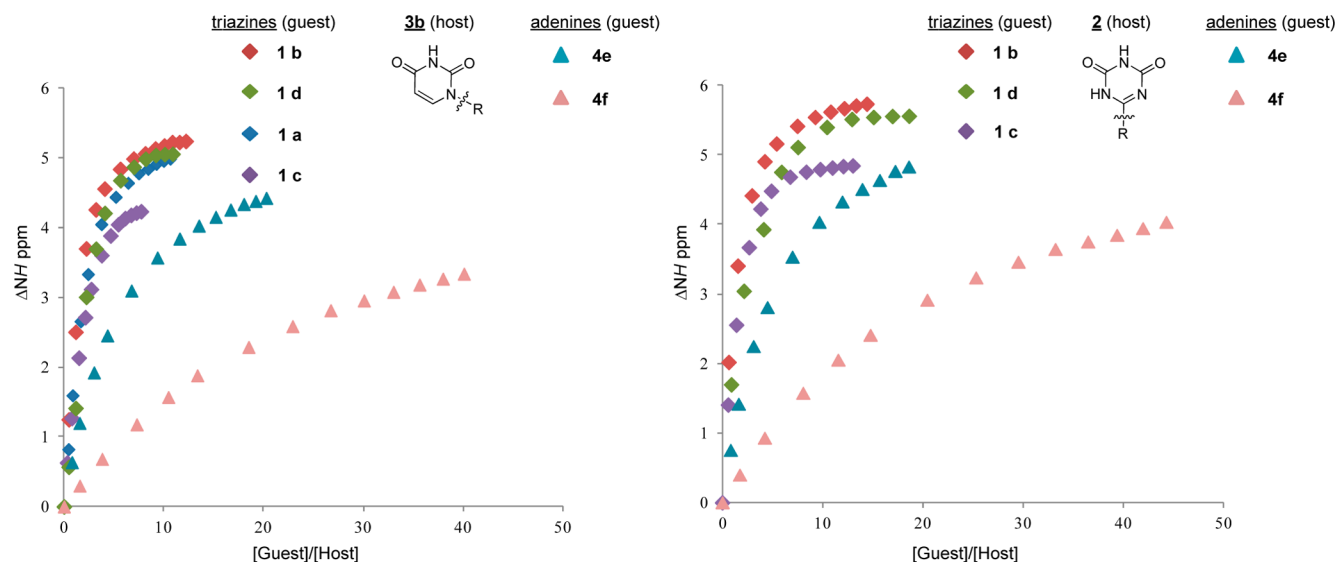 triazines (guest)
3b (host)
adenines (guest)
1 b
4e
1 d
4f
1 a
1 c
H
N
O
O
N
R
6
5
4
3
2
1
0
ΔNH ppm
0
10
20
30
40
50
[Guest]/[Host]
triazines (guest)
2 (host)
adenines (guest)
1 b
4e
1 d
4f
1 c
H
O
N
O
HN
N
R
6
5
4
3
2
1
0
ΔNH ppm
0
10
20
30
40
50
[Guest]/[Host]